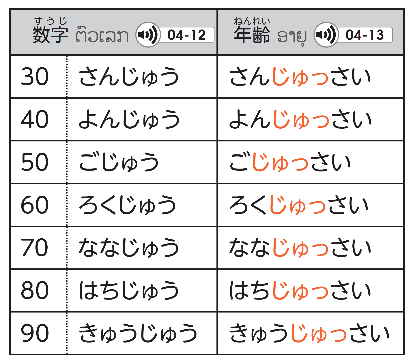 すうじ ねんれい
数字 ຕົວເລກ 04-12 年齢 ອາຍຸ 04-13
30 さんじゅう さんじゅっさい
40 よんじゅう よんじゅっさい
50 ごじゅう ごじゅっさい
60 ろくじゅう ろくじゅっさい
70 ななじゅう ななじゅっさい
80 はちじゅう はちじゅっさい
90 きゅうじゅう きゅうじゅっさい